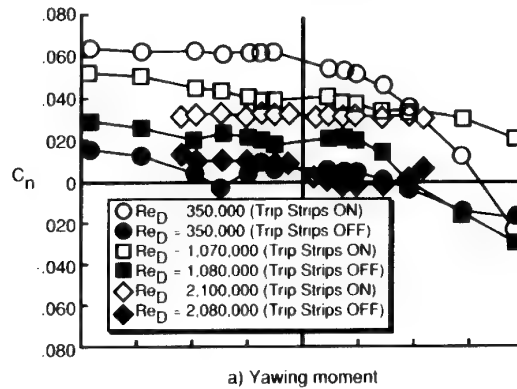 .080
.060
.040
.020
C n
0
.020
.040
.060
.080
Re D 350,000 (Trip Strips ON)
Re D = 350,000 (Trip Strips OFF)
Re D - 1,070,000 (Trip Strips ON)
Re D = 1,080,000 (Trip Strips OFF)
Re D 2,100,000 (Trip Strips ON)
Re D = 2,080,000 (Trip Strips OFF)
a) Yawing moment